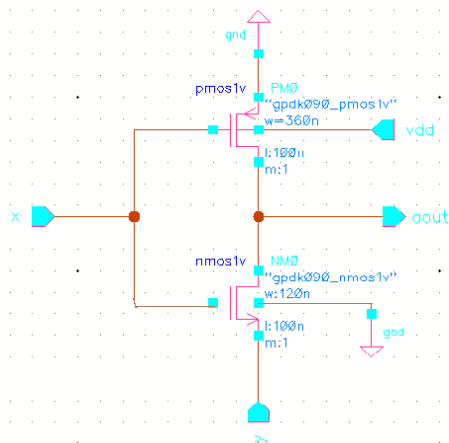 gnd
pmos1v
PM0
"gpdk090_pmos1v"
w=360n
vdd
l:100n
m:1
x
aout
nmos1v
NM0
"gpdk090_nmos1v"
w:120n
l:100n
gnd
m:1
y